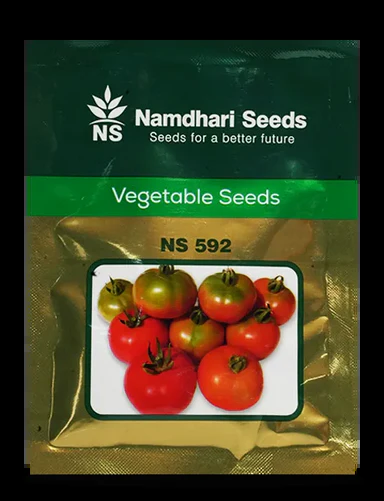 NS
Namdhari Seeds
Seeds for a better future
Vegetable Seeds
NS 592